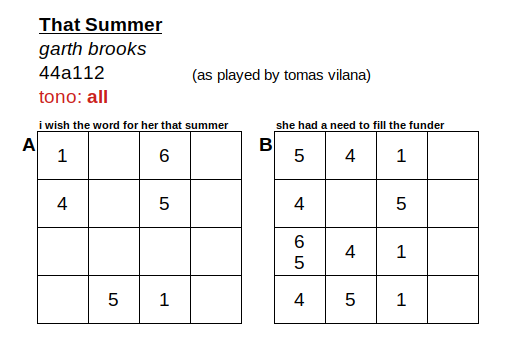 That Summer
garth brooks
44a112
(as played by tomas vilana)
tono: all
i wish the word for her that summer
she had a need to fill the funder
A
B
1 6
5 4 1
4 5
4 5
6
5 4 1
5 1
4 5 1